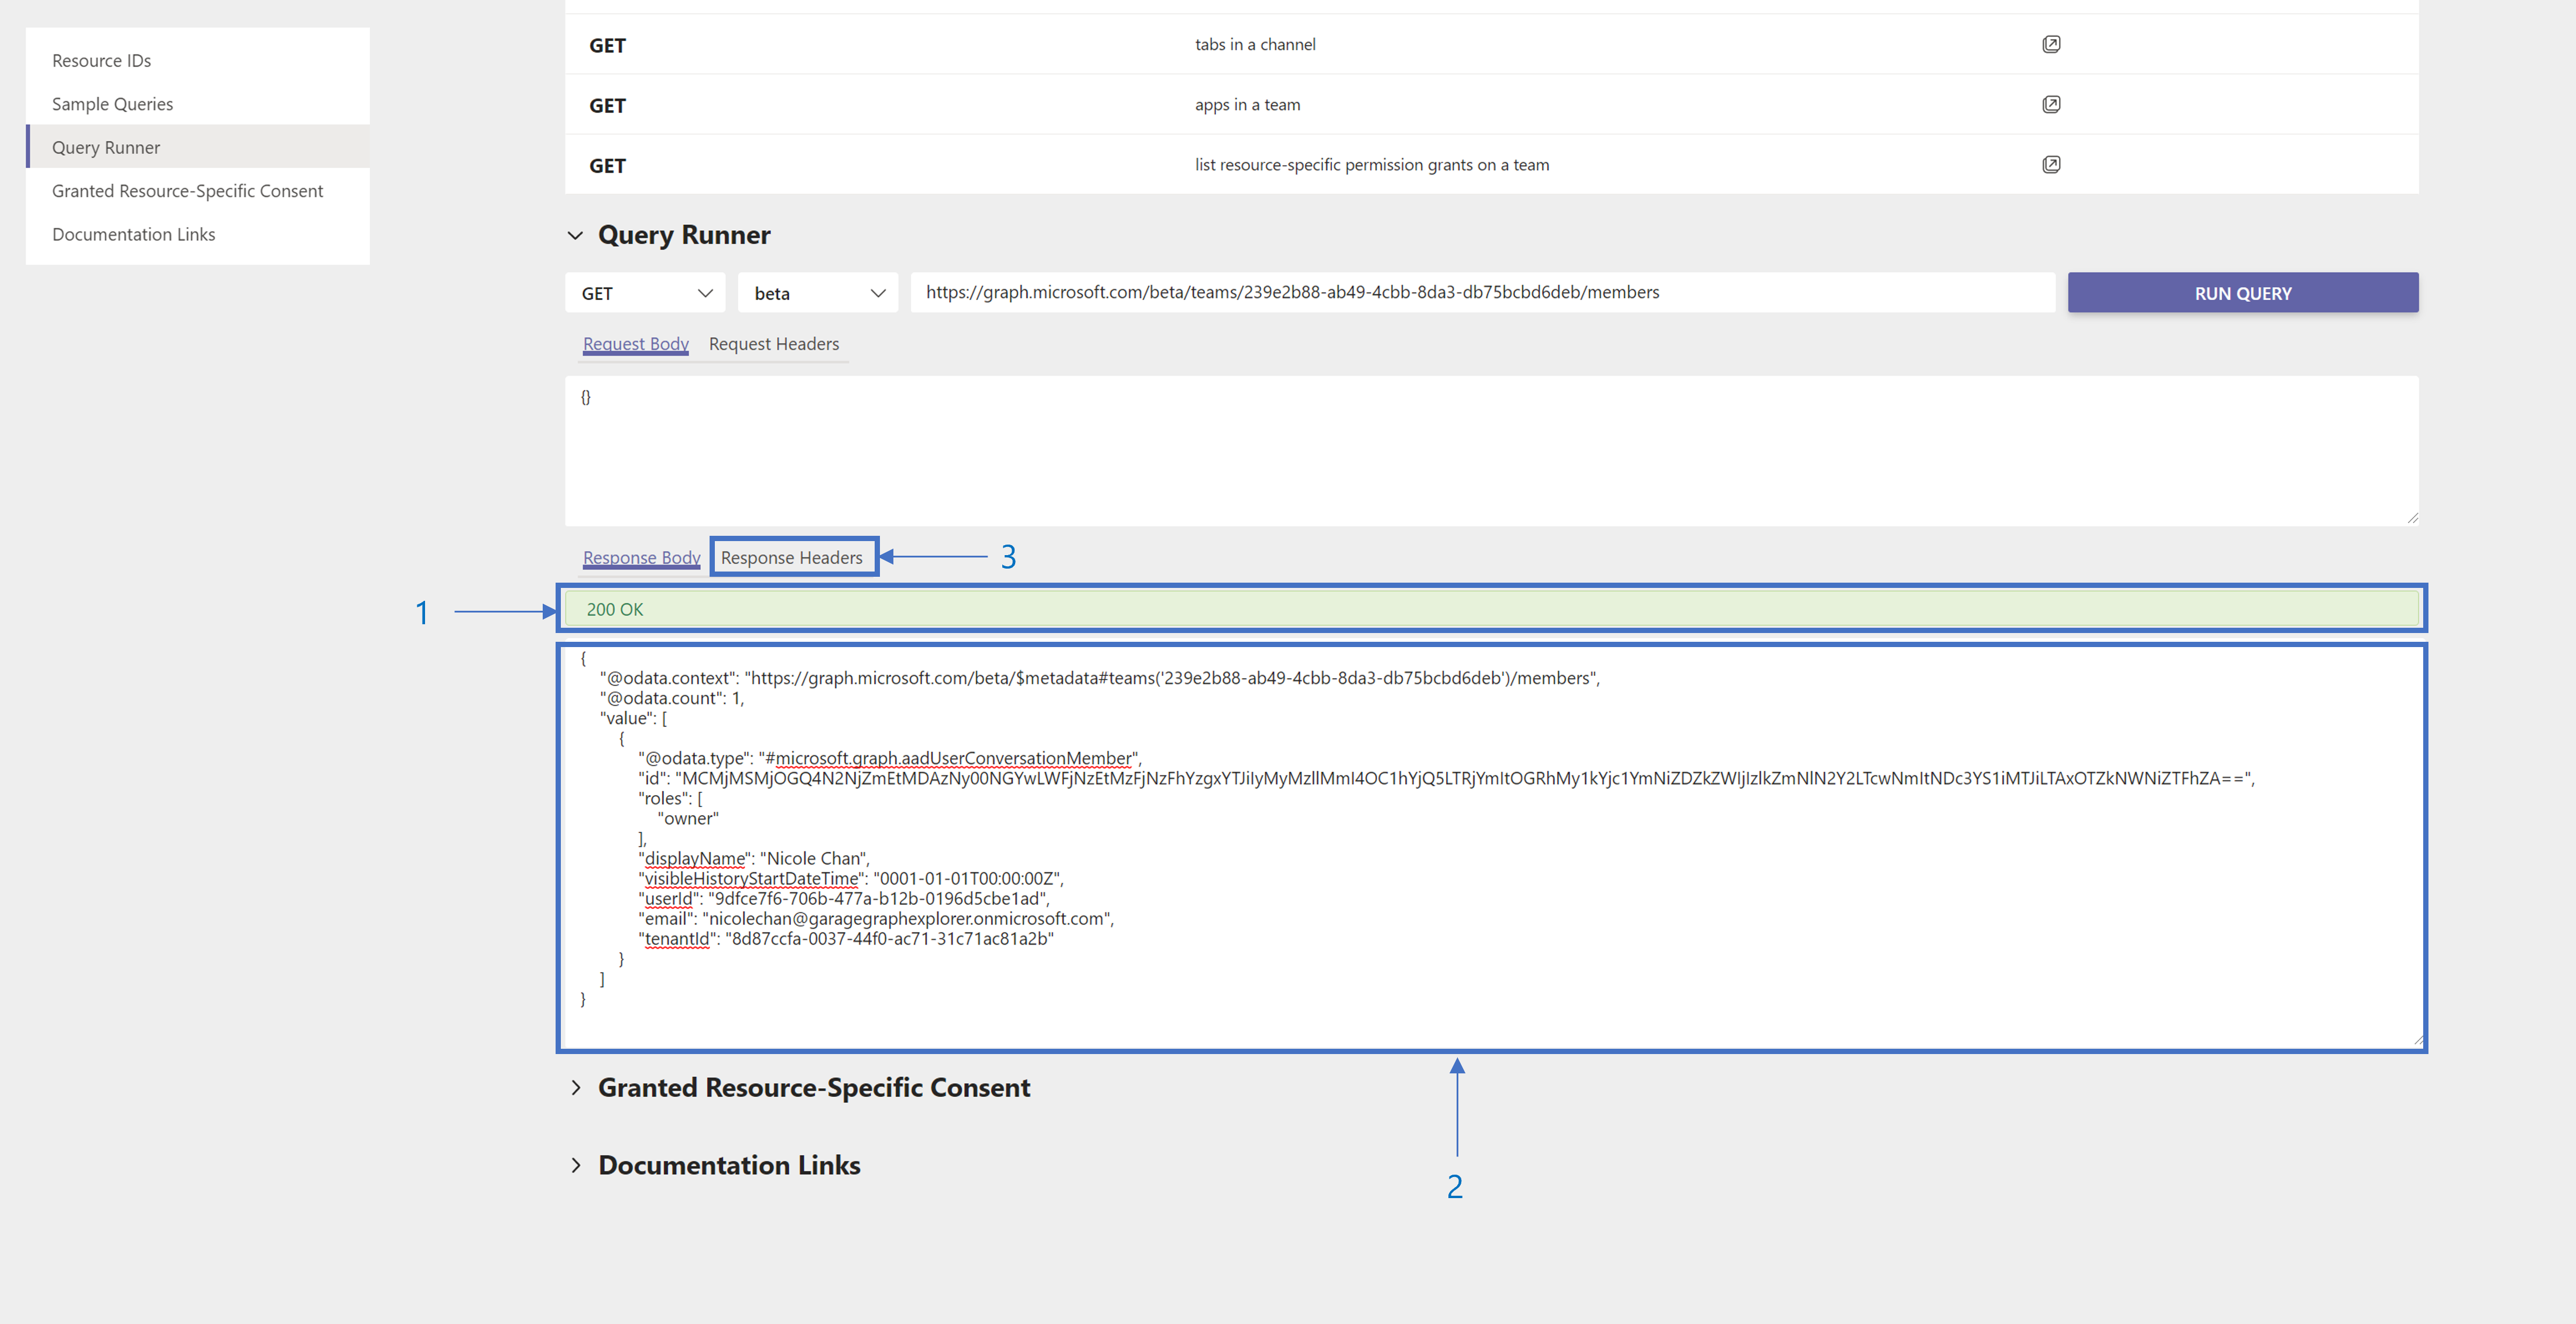 Resource IDs
Sample Queries
Query Runner
Granted Resource-Specific Consent
Documentation Links
GET tabs in a channel
GET apps in a team
GET list resource-specific permission grants on a team
Query Runner
GET beta https://graph.microsoft.com/beta/teams/239e2b88-ab49-4cbb-8da3-db75bcbd6deb/members RUN QUERY
Request Body Request Headers
{}
Response Body Response Headers 3
1 200 OK
{
"@odata.context": "https://graph.microsoft.com/beta/$metadata#teams('239e2b88-ab49-4cbb-8da3-db75bcbd6deb')/members",
"@odata.count": 1,
"value": [
{
"@odata.type": "#microsoft.graph.aadUserConversationMember",
"id": "MCMjMSMjOGQ4N2NjZmEtMDAzNy00NGYwLWFjNzEtMzFjNzFhYzgxYTJiIyMyMzllMmI4OC1hYjQ5LTRjYmItOGRhMy1kYjc1YmNiZDZkZWIjIzlkZmNlN2Y2LTcwNmItNDc3YS1iMTJiLTAxOTZkNWNiZTFhZA==",
"roles": [
"owner"
],
"displayName": "Nicole Chan",
"visibleHistoryStartDateTime": "0001-01-01T00:00:00Z",
"userId": "9dfce7f6-706b-477a-b12b-0196d5cbe1ad",
"email": "nicolechan@garagegraphexplorer.onmicrosoft.com",
"tenantId": "8d87ccfa-0037-44f0-ac71-31c71ac81a2b"
}
]
}
Granted Resource-Specific Consent
Documentation Links
2